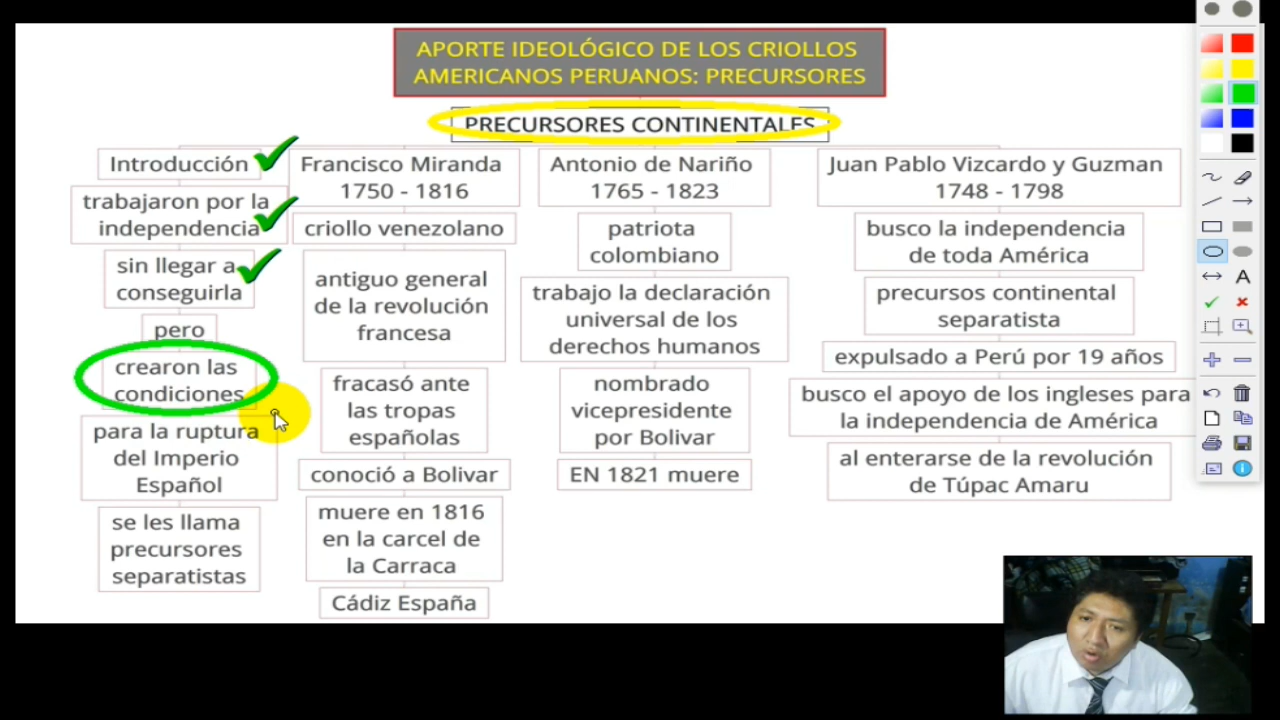 APORTE IDEOLÓGICO DE LOS CRIOLLOS
AMERICANOS PERUANOS: PRECURSORES
PRECURSORES CONTINENTALES
Introducción
trabajaron por la
independencia
sin llegar a
conseguirla
pero
crearon las
condiciones
para la ruptura
del Imperio
Español
se les llama
precursores
separatistas
Francisco Miranda
1750 - 1816
criollo venezolano
antiguo general
de la revolución
francesa
fracasó ante
las tropas
españolas
conoció a Bolivar
muere en 1816
en la carcel de
la Carraca
Cádiz España
Antonio de Nariño
1765 - 1823
patriota
colombiano
trabajo la declaración
universal de los
derechos humanos
nombrado
vicepresidente
por Bolivar
EN 1821 muere
Juan Pablo Vizcardo y Guzman
1748 - 1798
busco la independencia
de toda América
precursos continental
separatista
expulsado a Perú por 19 años
busco el apoyo de los ingleses para
la independencia de América
al enterarse de la revolución
de Túpac Amaru
A